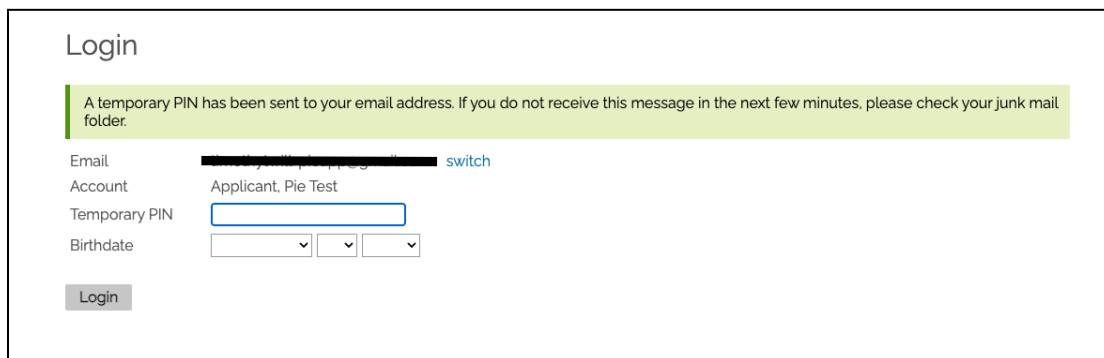 Login
A temporary PIN has been sent to your email address. If you do not receive this message in the next few minutes, please check your junk mail
folder.
Email switch
Account Applicant, Pie Test
Temporary PIN
Birthdate
Login